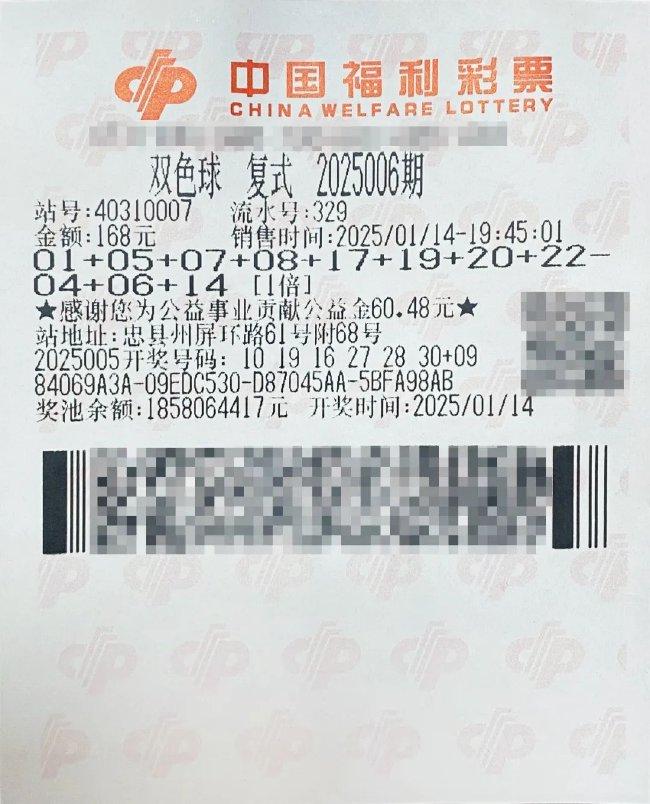 中国福利彩票
CHINA WELFARE LOTTERY
双色球 复式 2025006期
站号:40310007 流水号:329
金额:168元 销售时间:2025/01/14-19:45:01
01+05+07+08+17+19+20+22-
04+06+14 [1倍]
★感谢您为公益事业贡献公益金60.48元★
站地址:忠县州屏环路61号附68号
2025005开奖号码: 10 19 16 27 28 30+09
84069A3A-09EDC530-D87045AA-5BFA98AB
奖池余额:1858064417元 开奖时间:2025/01/14